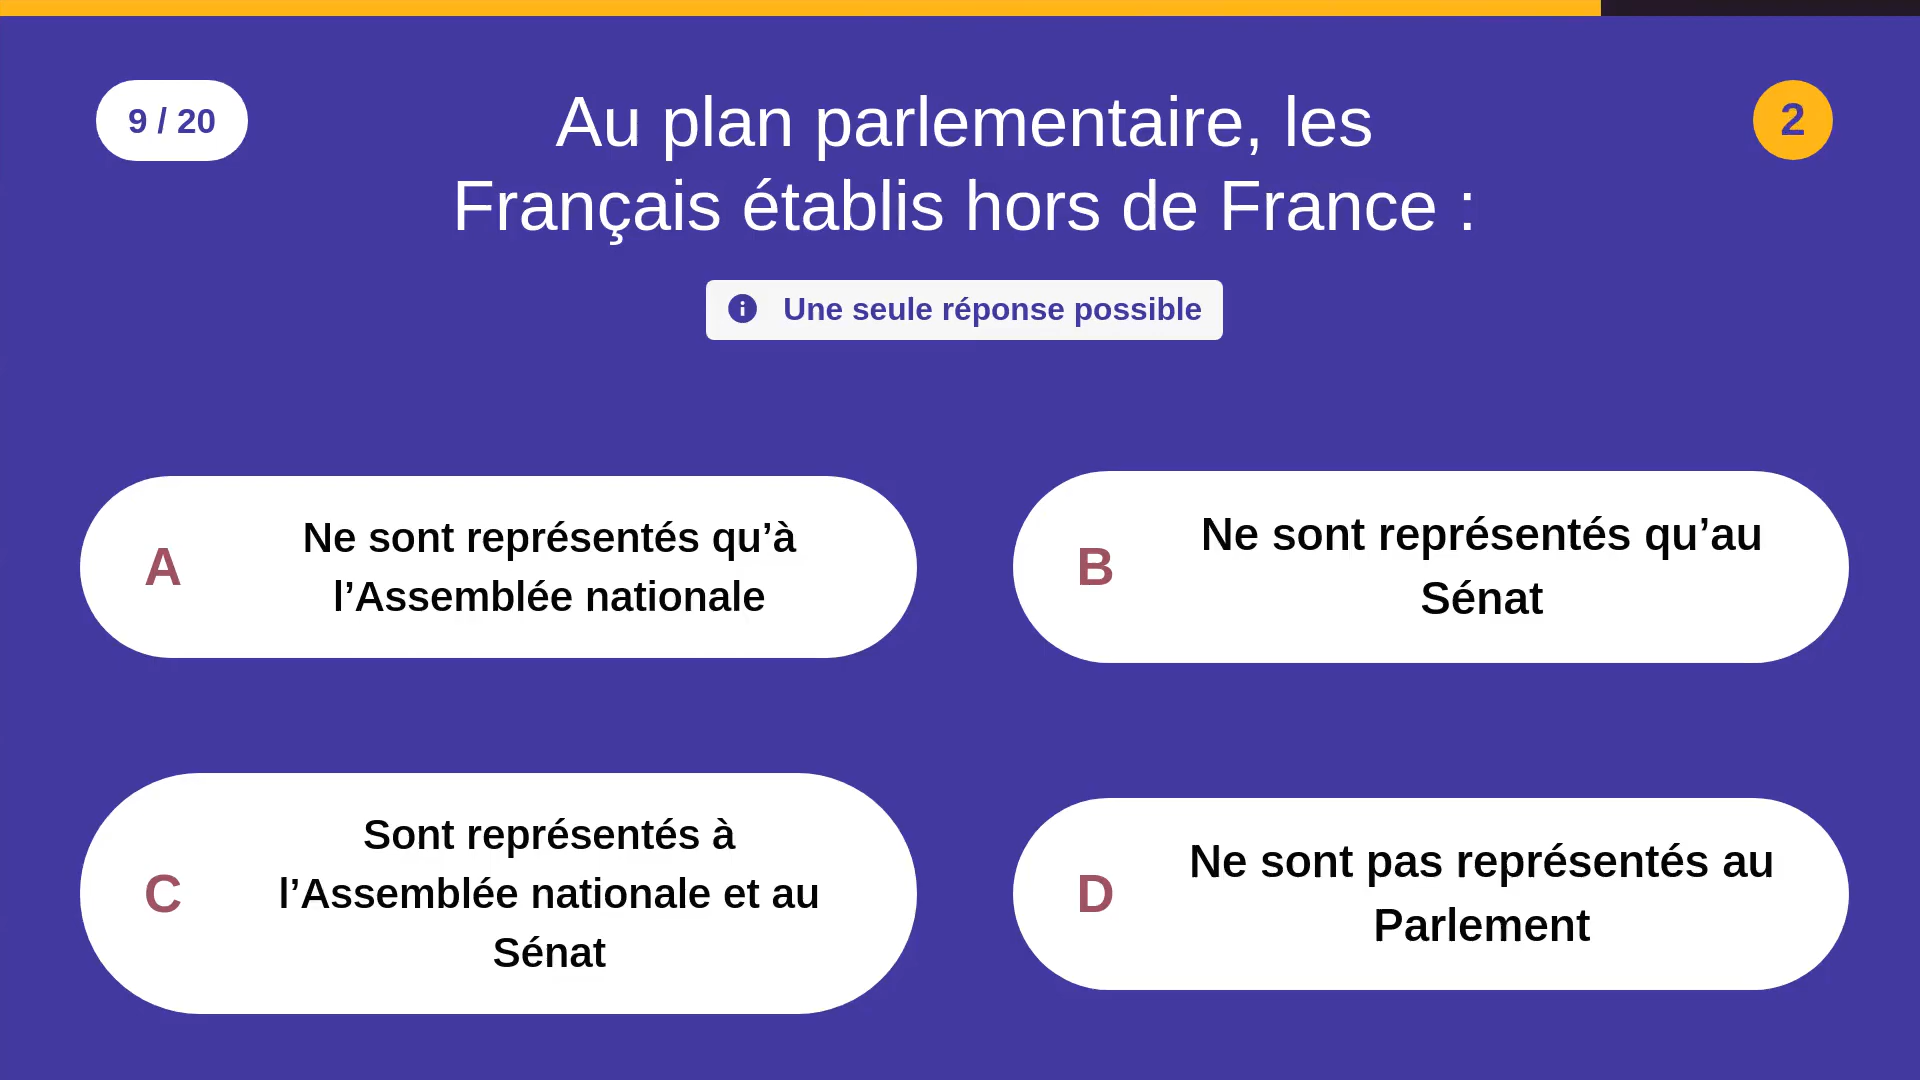 9 / 20
Au plan parlementaire, les
Français établis hors de France :
2
Une seule réponse possible
A
Ne sont représentés qu’à
l’Assemblée nationale
B
Ne sont représentés qu’au
Sénat
C
Sont représentés à
l’Assemblée nationale et au
Sénat
D
Ne sont pas représentés au
Parlement